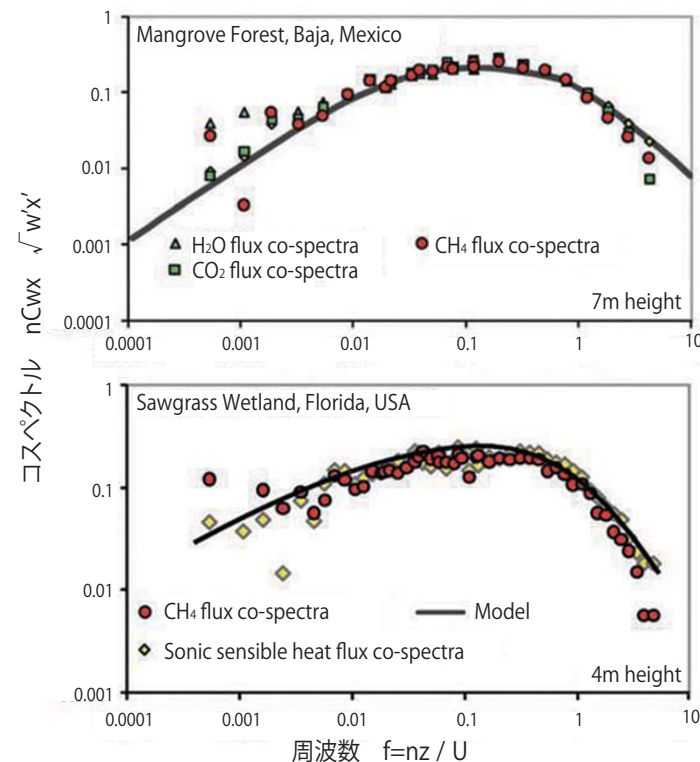 1
Mangrove Forest, Baja, Mexico
0.1
0.01
0.001
H2O flux co-spectra
CH4 flux co-spectra
CO2 flux co-spectra
7m height
0.0001
0.0001 0.001 0.01 0.1 1 10
コスペクトル nCwx √w'x'
1
Sawgrass Wetland, Florida, USA
0.1
0.01
CH4 flux co-spectra
Model
Sonic sensible heat flux co-spectra
4m height
0.001
0.0001 0.001 0.01 0.1 1 10
周波数 f=nz / U